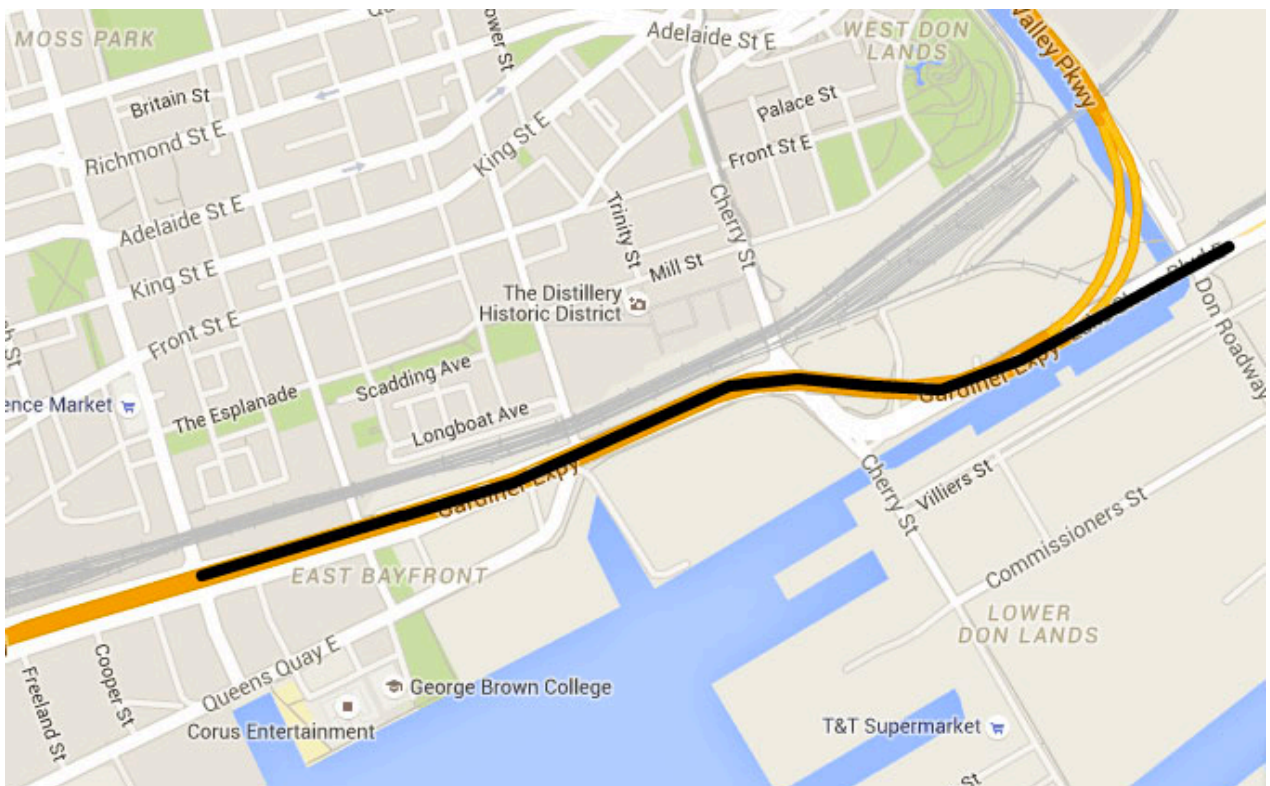 MOSS PARK
Adelaide St E
WEST DON
LANDS
Valley Pkwy
Britain St
Palace St
Richmond St E
King St E
Front St E
Adelaide St E
Trinity St
Cherry St
Mill St
King St E
The Distillery
Historic District
Front St E
Don Roadway
Scadding Ave
ence Market
The Esplanade
Longboat Ave
Gardiner Expy
Gardiner Expy
Cherry St
Villiers St
Commissioners St
EAST BAYFRONT
LOWER
DON LANDS
Queens Quay E
Cooper St
Freeland St
George Brown College
Corus Entertainment
T&T Supermarket
St